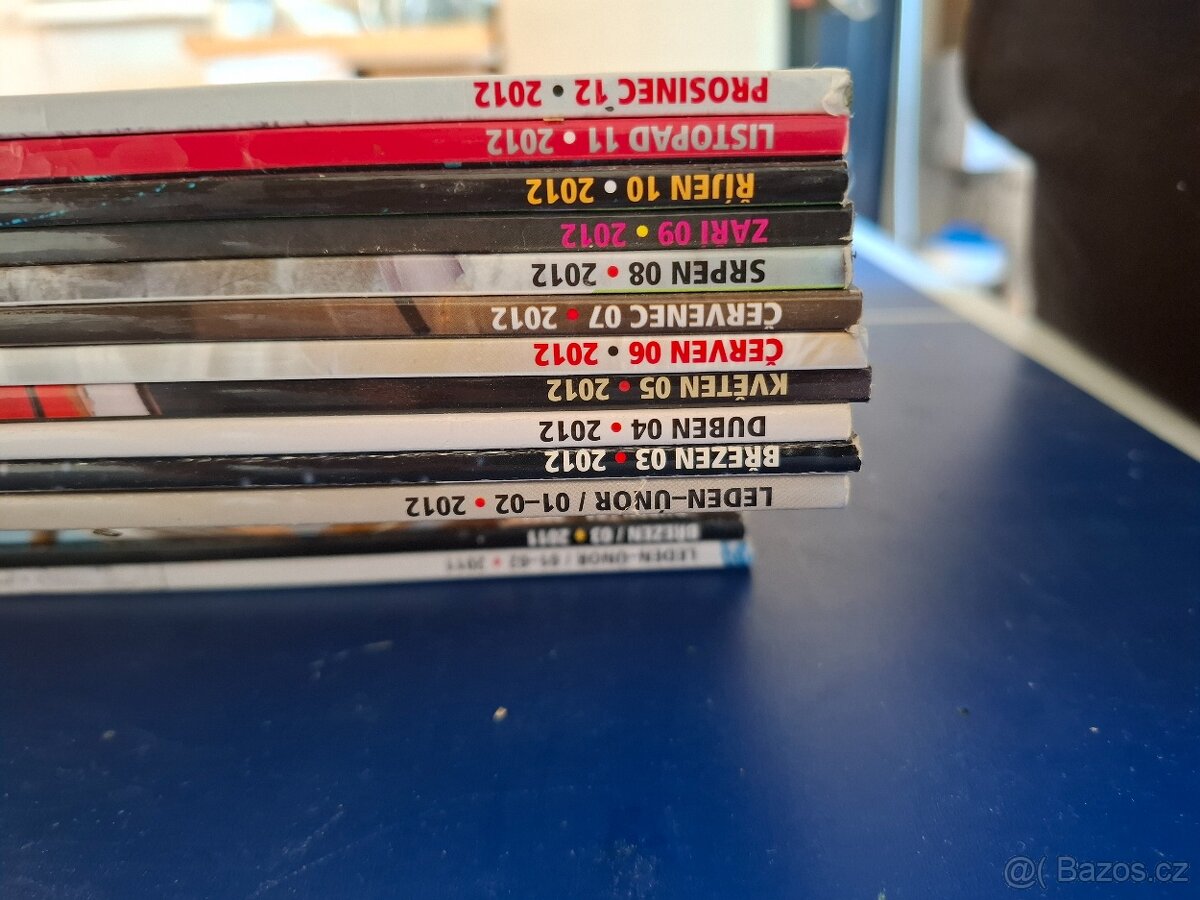 PROSINEC 12 • 2012
LISTOPAD 11 • 2012
ŘÍJEN 10 • 2012
ZÁŘÍ 09 • 2012
SRPEN 08 • 2012
ČERVENEC 07 • 2012
ČERVEN 06 • 2012
KVĚTEN 05 • 2012
DUBEN 04 • 2012
BŘEZEN 03 • 2012
LEDEN–ÚNOR / 01–02 • 2012
BŘEZEN / 03 • 2011
LEDEN–ÚNOR / 01–02 • 2011
@( Bazos.cz